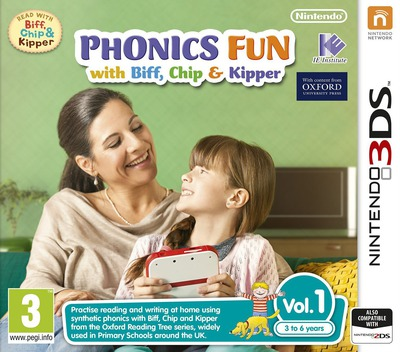 READ WITH
Biff,
Chip &
Kipper
Nintendo
NINTENDO
NETWORK
PHONICS FUN
with Biff, Chip & Kipper
IE Institute
With content from
OXFORD
UNIVERSITY PRESS
NINTENDO 3DS
3
www.pegi.info
Practise reading and writing at home using
synthetic phonics with Biff, Chip and Kipper
from the Oxford Reading Tree series, widely
used in Primary Schools around the UK.
Vol.1
3 to 6 years
ALSO
COMPATIBLE
WITH
NINTENDO 2DS